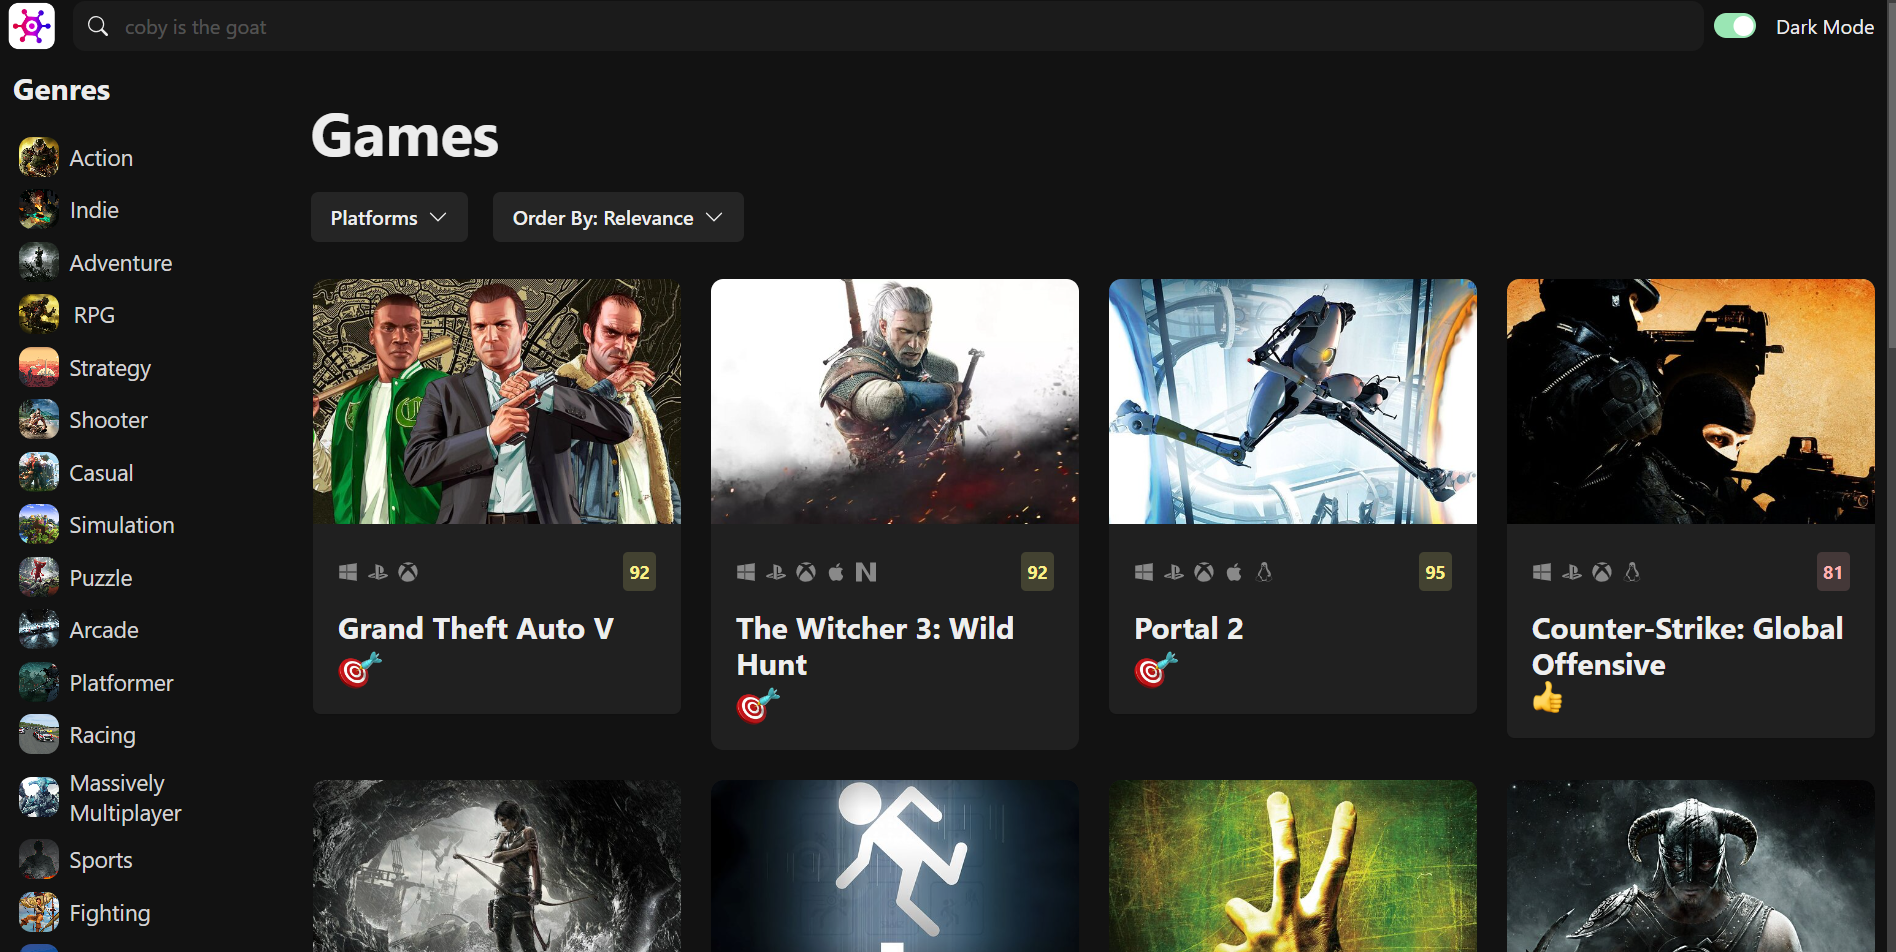 coby is the goat
Dark Mode
Genres
Action
Indie
Adventure
RPG
Strategy
Shooter
Casual
Simulation
Puzzle
Arcade
Platformer
Racing
Massively
Multiplayer
Sports
Fighting
Games
Platforms
Order By: Relevance
92
Grand Theft Auto V
92
The Witcher 3: Wild
Hunt
95
Portal 2
81
Counter-Strike: Global
Offensive